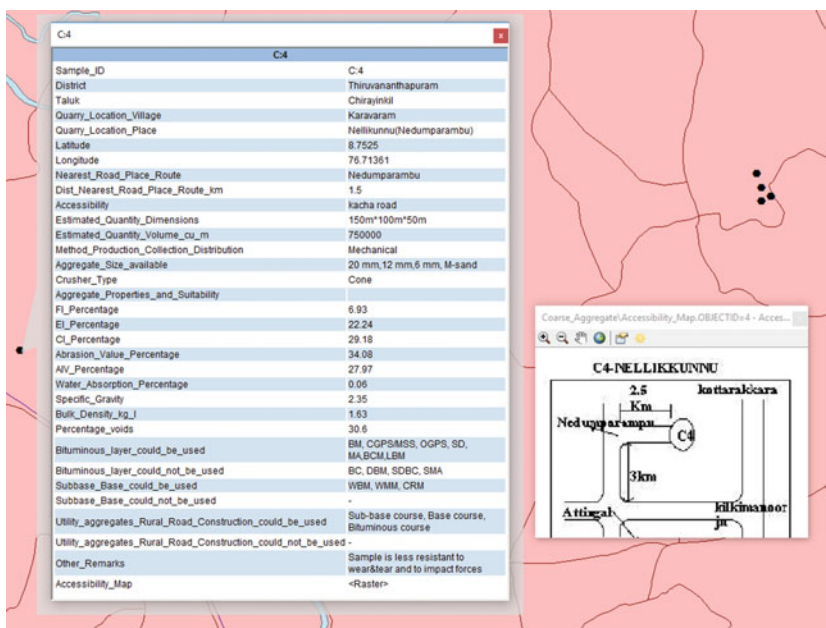 C:4
x
C:4
Sample_ID C:4
District Thiruvananthapuram
Taluk Chirayinkil
Quarry_Location_Village Karavaram
Quarry_Location_Place Nellikunnu(Nedumparambu)
Latitude 8.7525
Longitude 76.71361
Nearest_Road_Place_Route Nedumparambu
Dist_Nearest_Road_Place_Route_km 1.5
Accessibility kacha road
Estimated_Quantity_Dimensions 150m*100m*50m
Estimated_Quantity_Volume_cu_m 750000
Method_Production_Collection_Distribution Mechanical
Aggregate_Size_available 20 mm,12 mm,6 mm, M-sand
Crusher_Type Cone
Aggregate_Properties_and_Suitability
FI_Percentage 6.93
EI_Percentage 22.24
CI_Percentage 29.18
Abrasion_Value_Percentage 34.08
AIV_Percentage 27.97
Water_Absorption_Percentage 0.06
Specific_Gravity 2.35
Bulk_Density_kg_l 1.63
Percentage_voids 30.6
Bituminous_layer_could_be_used BM, CGPS/MSS, OGPS, SD,
MA,BCM,LBM
Bituminous_layer_could_not_be_used BC, DBM, SDBC, SMA
Subbase_Base_could_be_used WBM, WMM, CRM
Subbase_Base_could_not_be_used -
Utility_aggregates_Rural_Road_Construction_could_be_used Sub-base course, Base course,
Bituminous course
Utility_aggregates_Rural_Road_Construction_could_not_be_used -
Other_Remarks Sample is less resistant to
wear&tear and to impact forces
Accessibility_Map <Raster>
Coarse_Aggregate\Accessibility_Map.OBJECTID=4 - Acces...
C4-NELLIKKUNNU
2.5
Km
kottarakkara
Nedumparampu
C4
3km
Attingal
kilkimanoor
jn